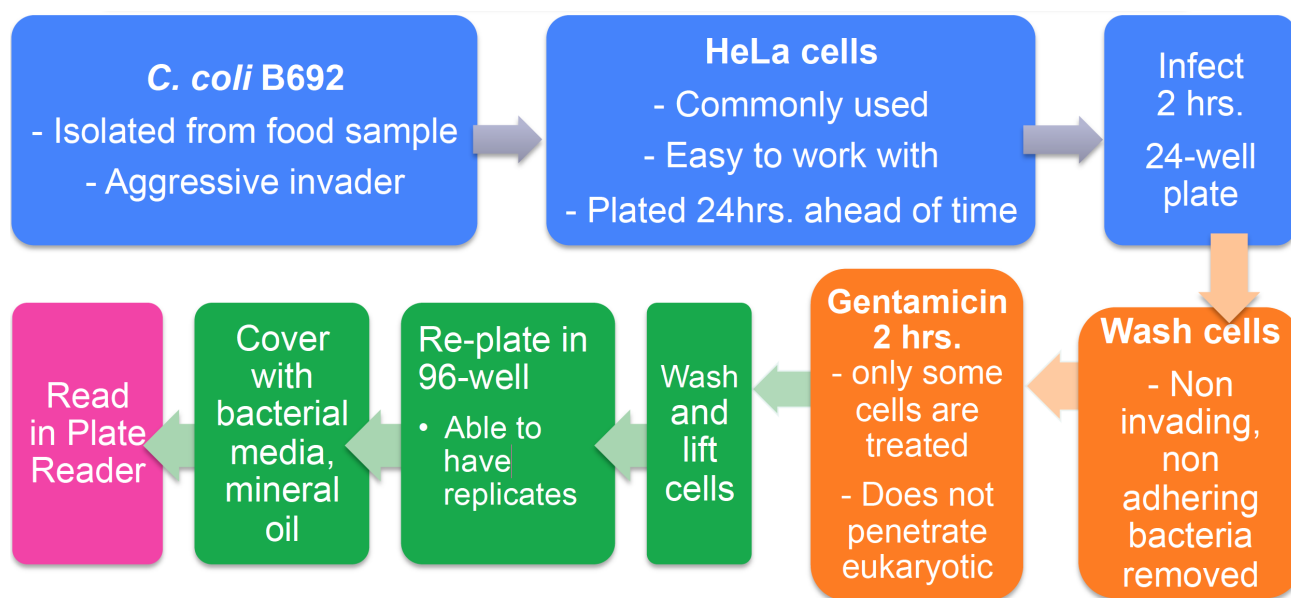 C. coli B692
- Isolated from food sample
- Aggressive invader
HeLa cells
- Commonly used
- Easy to work with
- Plated 24hrs. ahead of time
Infect
2 hrs.
24-well
plate
Wash cells
- Non
invading,
non
adhering
bacteria
removed
Gentamicin
2 hrs.
- only some
cells are
treated
- Does not
penetrate
eukaryotic
Wash
and
lift
cells
Re-plate in
96-well
• Able to
have
replicates
Cover
with
bacterial
media,
mineral
oil
Read
in Plate
Reader